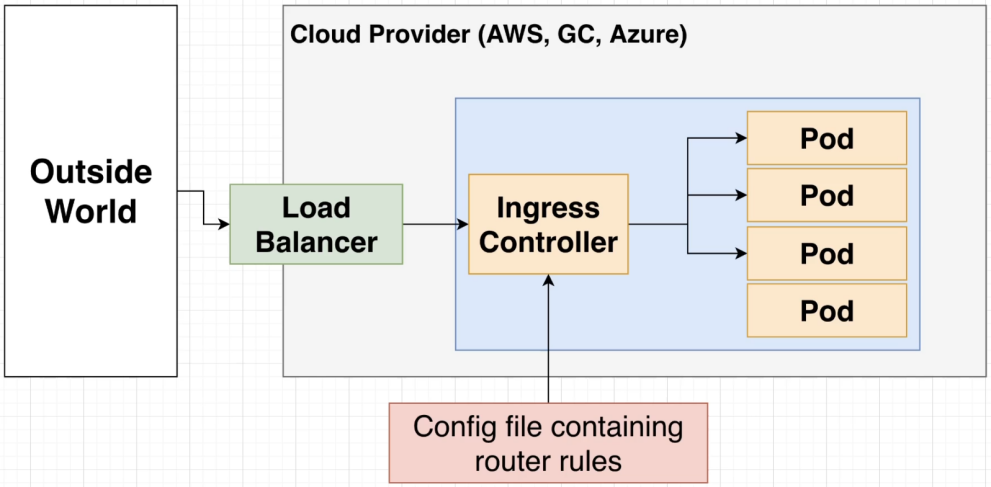 Cloud Provider (AWS, GC, Azure)
Outside
World
Load
Balancer
Ingress
Controller
Pod
Pod
Pod
Pod
Config file containing
router rules